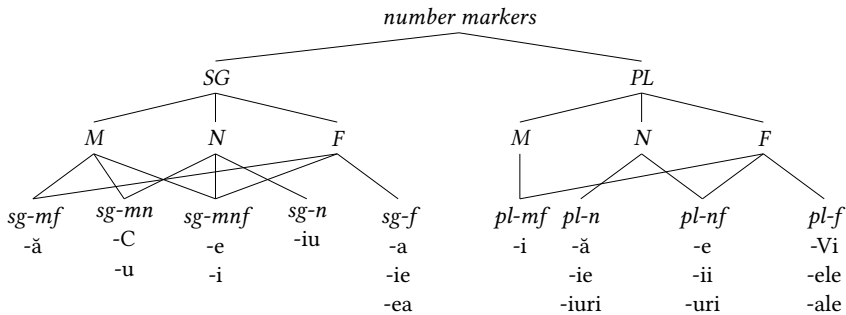 number markers
SG PL
M N F M N F
sg-mf sg-mn sg-mnf sg-n sg-f pl-mf pl-n pl-nf pl-f
-ă -C -e -iu -a -i -ă -e -Vi
-u -i -ie -ie -ii -ele
-ea -iuri -uri -ale